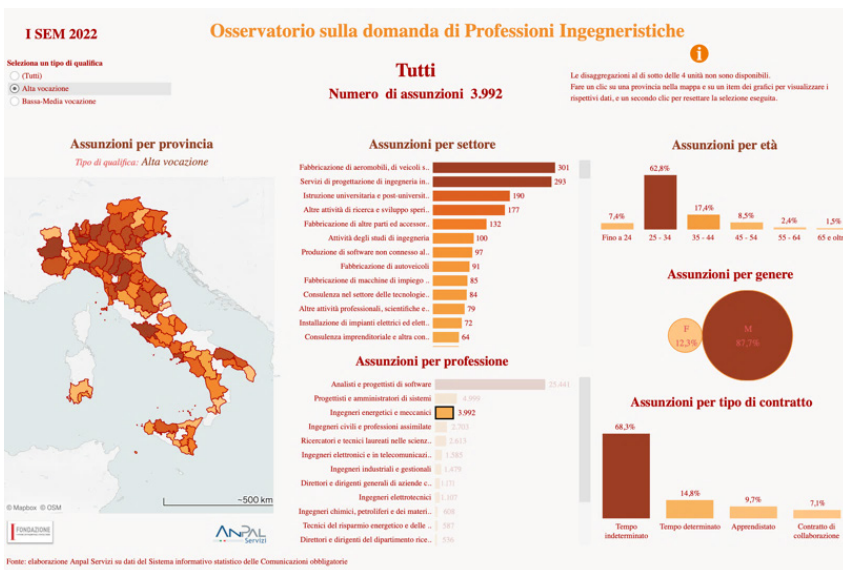 I SEM 2022
Osservatorio sulla domanda di Professioni Ingegneristiche
Seleziona un tipo di qualifica
(Tutti)
Alta vocazione
Bassa-Media vocazione
Tutti
Numero di assunzioni 3.992
i
Le disaggregazioni al di sotto delle 4 unità non sono disponibili.
Fare un clic su una provincia nella mappa e su un item dei grafici per visualizzare i
rispettivi dati, e un secondo clic per resettare la selezione eseguita.
Assunzioni per provincia
Tipo di qualifica: Alta vocazione
~500 km
© Mapbox © OSM
FONDAZIONE
ANPAL
Servizi
Assunzioni per settore
Fabbricazione di aeromobili, di veicoli s.. 301
Servizi di progettazione di ingegneria in.. 293
Istruzione universitaria e post-universit.. 190
Altre attività di ricerca e sviluppo speri.. 177
Fabbricazione di altre parti ed accessor.. 132
Attività degli studi di ingegneria 100
Produzione di software non connesso al.. 97
Fabbricazione di autoveicoli 91
Fabbricazione di macchine di impiego .. 85
Consulenza nel settore delle tecnologie.. 84
Altre attività professionali, scientifiche e.. 79
Installazione di impianti elettrici ed elett.. 72
Consulenza imprenditoriale e altra con.. 64
Assunzioni per professione
Analisti e progettisti di software 25.441
Progettisti e amministratori di sistemi 4.999
Ingegneri energetici e meccanici 3.992
Ingegneri civili e professioni assimilate
Ricercatori e tecnici laureati nelle scienz.. 2.613
Ingegneri elettronici e in telecomunicazi..
Ingegneri industriali e gestionali 1.479
Direttori e dirigenti generali di aziende c..
Ingegneri elettrotecnici 1.107
Ingegneri chimici, petroliferi e dei materi.. 608
Tecnici del risparmio energetico e delle .. 587
Direttori e dirigenti del dipartimento rice.. 536
Assunzioni per età
7,4% 62,8% 17,4% 8,5% 2,4% 1,5%
Fino a 24 25 - 34 35 - 44 45 - 54 55 - 64 65 e oltre
Assunzioni per genere
F
12,3%
M
87,7%
Assunzioni per tipo di contratto
68,3% 14,8% 9,7% 7,1%
Tempo indeterminato
Tempo determinato
Apprendistato
Contratto di collaborazione
Fonte: elaborazione Anpal Servizi su dati del Sistema informativo statistico delle Comunicazioni obbligatorie